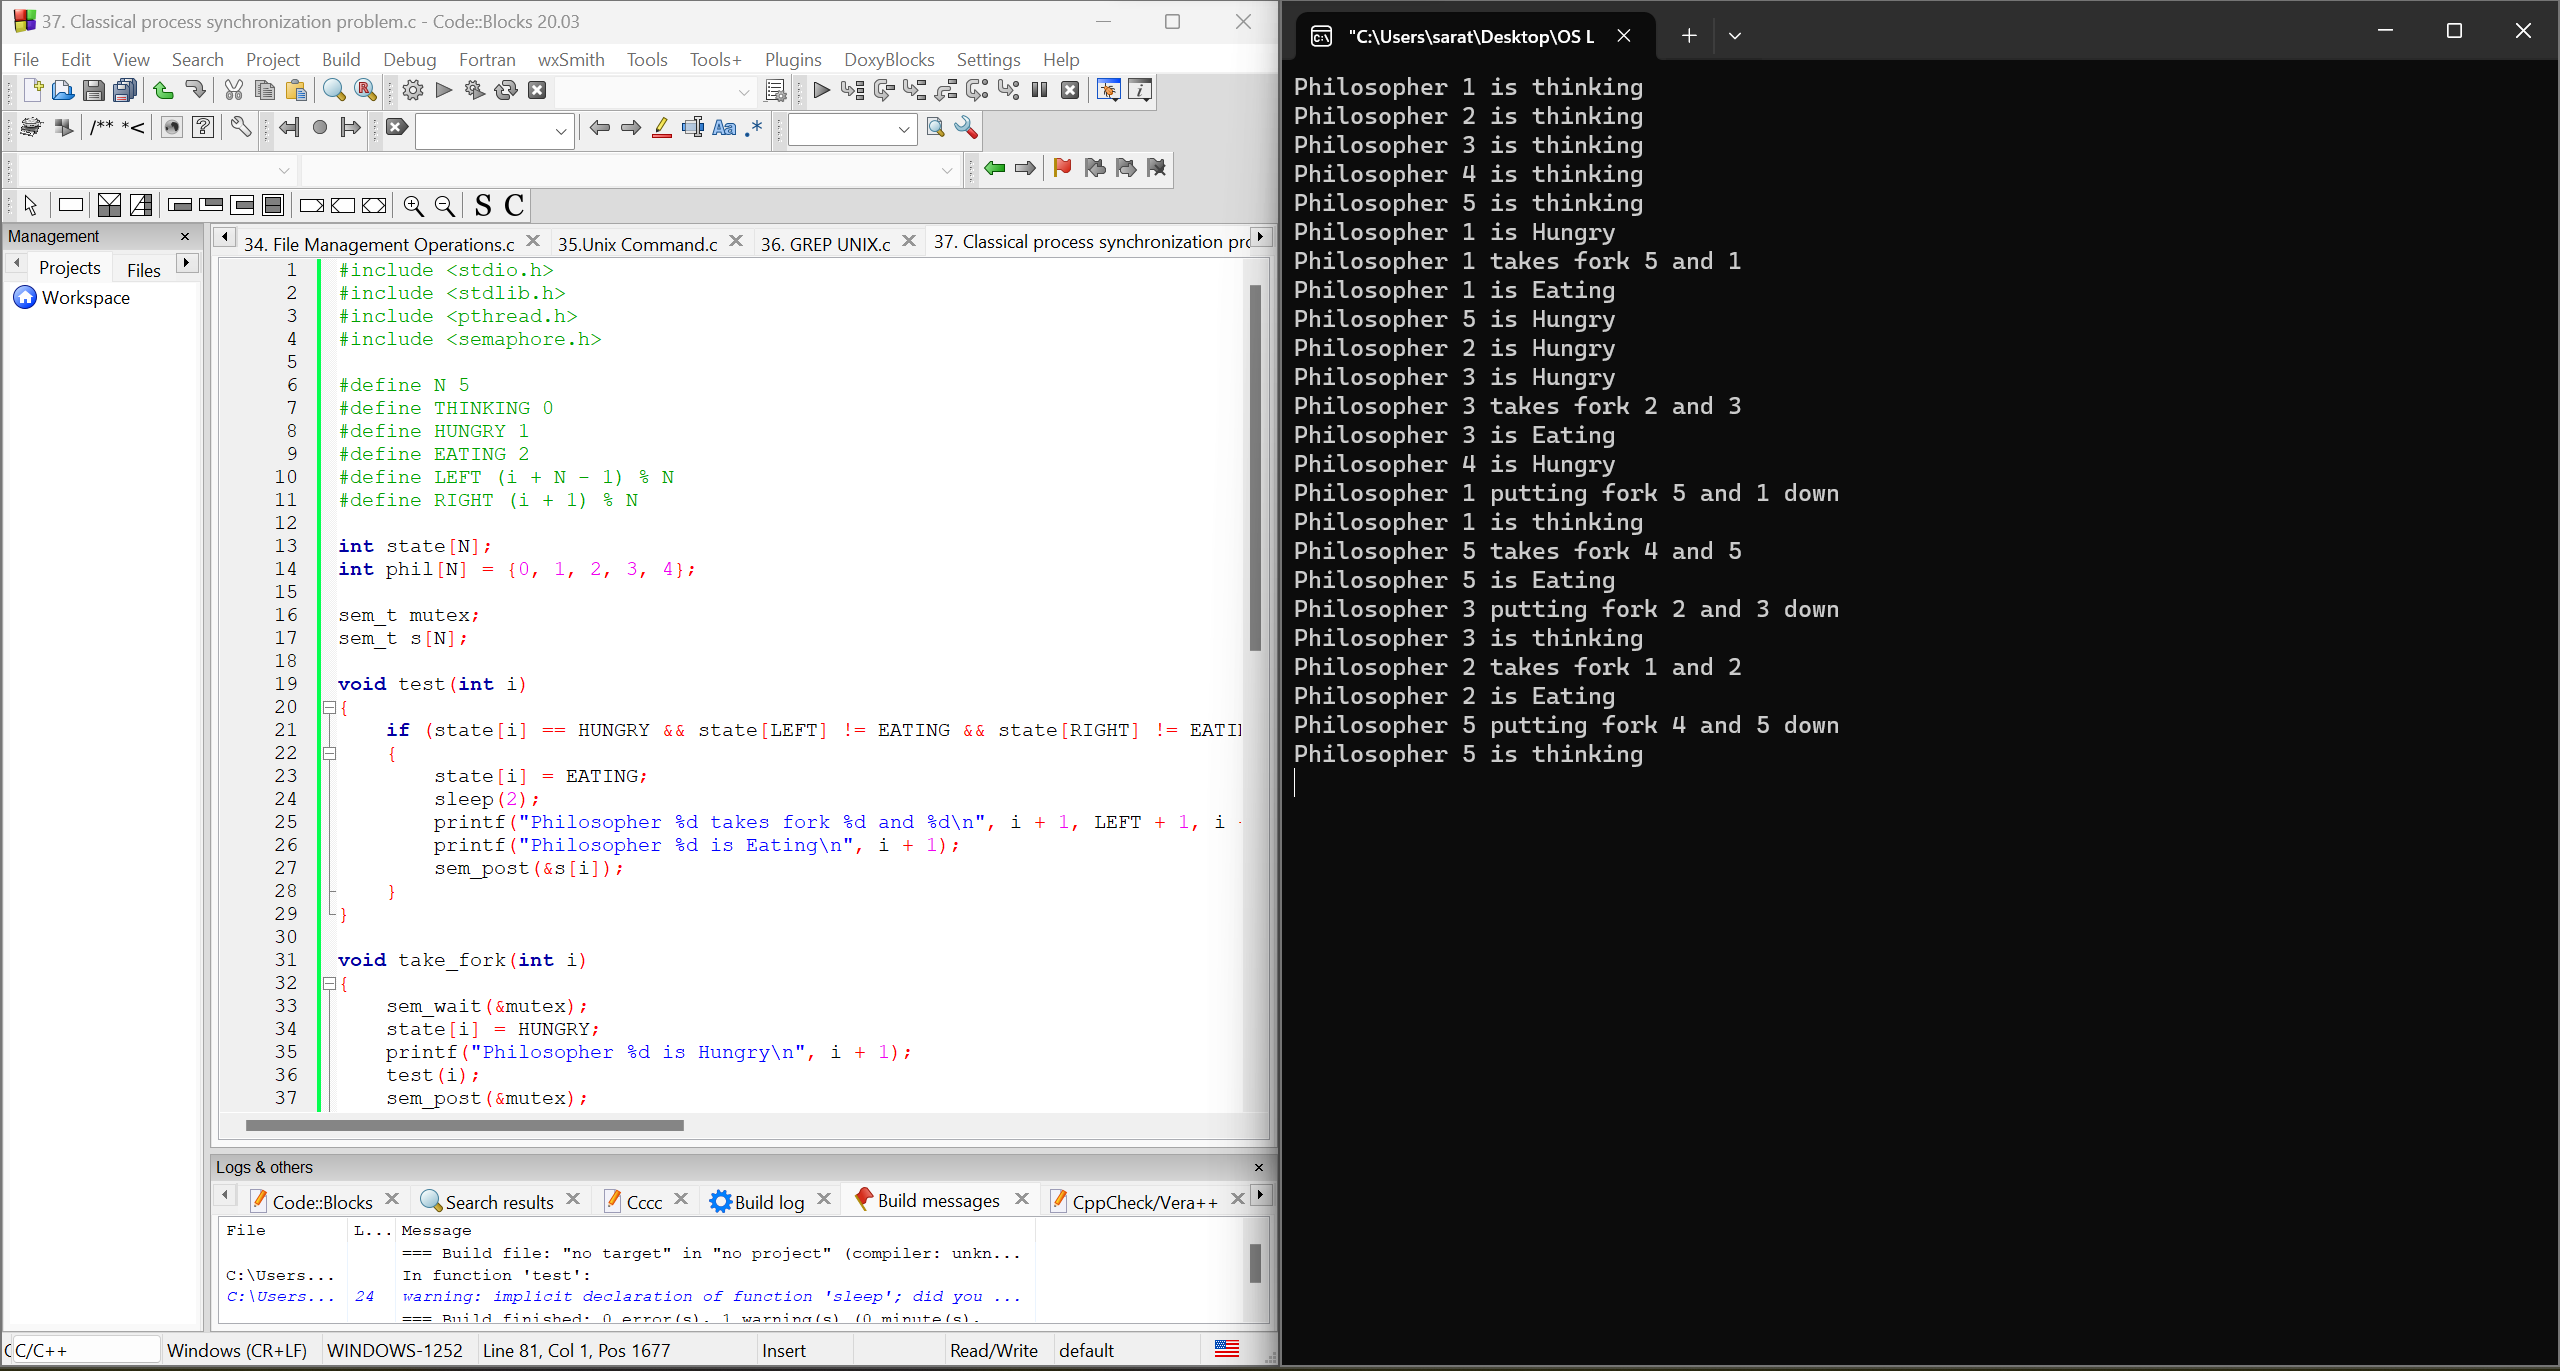 37. Classical process synchronization problem.c - Code::Blocks 20.03
File Edit View Search Project Build Debug Fortran wxSmith Tools Tools+ Plugins DoxyBlocks Settings Help
/** *<
Aa .*
S C
Management
Projects Files
Workspace
34. File Management Operations.c 35.Unix Command.c 36. GREP UNIX.c 37. Classical process synchronization pro
1 #include <stdio.h>
2 #include <stdlib.h>
3 #include <pthread.h>
4 #include <semaphore.h>
5
6 #define N 5
7 #define THINKING 0
8 #define HUNGRY 1
9 #define EATING 2
10 #define LEFT (i + N - 1) % N
11 #define RIGHT (i + 1) % N
12
13 int state[N];
14 int phil[N] = {0, 1, 2, 3, 4};
15
16 sem_t mutex;
17 sem_t s[N];
18
19 void test(int i)
20 {
21 if (state[i] == HUNGRY && state[LEFT] != EATING && state[RIGHT] != EATI
22 {
23 state[i] = EATING;
24 sleep(2);
25 printf("Philosopher %d takes fork %d and %d\n", i + 1, LEFT + 1, i
26 printf("Philosopher %d is Eating\n", i + 1);
27 sem_post(&s[i]);
28 }
29 }
30
31 void take_fork(int i)
32 {
33 sem_wait(&mutex);
34 state[i] = HUNGRY;
35 printf("Philosopher %d is Hungry\n", i + 1);
36 test(i);
37 sem_post(&mutex);
Logs & others
Code::Blocks Search results Cccc Build log Build messages CppCheck/Vera++
File L... Message
=== Build file: "no target" in "no project" (compiler: unkn...
C:\Users... In function 'test':
C:\Users... 24 warning: implicit declaration of function 'sleep'; did you ...
=== Build finished: 0 error(s), 1 warning(s) (0 minute(s),
C/C++ Windows (CR+LF) WINDOWS-1252 Line 81, Col 1, Pos 1677 Insert Read/Write default
"C:\Users\sarat\Desktop\OS L
Philosopher 1 is thinking
Philosopher 2 is thinking
Philosopher 3 is thinking
Philosopher 4 is thinking
Philosopher 5 is thinking
Philosopher 1 is Hungry
Philosopher 1 takes fork 5 and 1
Philosopher 1 is Eating
Philosopher 5 is Hungry
Philosopher 2 is Hungry
Philosopher 3 is Hungry
Philosopher 3 takes fork 2 and 3
Philosopher 3 is Eating
Philosopher 4 is Hungry
Philosopher 1 putting fork 5 and 1 down
Philosopher 1 is thinking
Philosopher 5 takes fork 4 and 5
Philosopher 5 is Eating
Philosopher 3 putting fork 2 and 3 down
Philosopher 3 is thinking
Philosopher 2 takes fork 1 and 2
Philosopher 2 is Eating
Philosopher 5 putting fork 4 and 5 down
Philosopher 5 is thinking